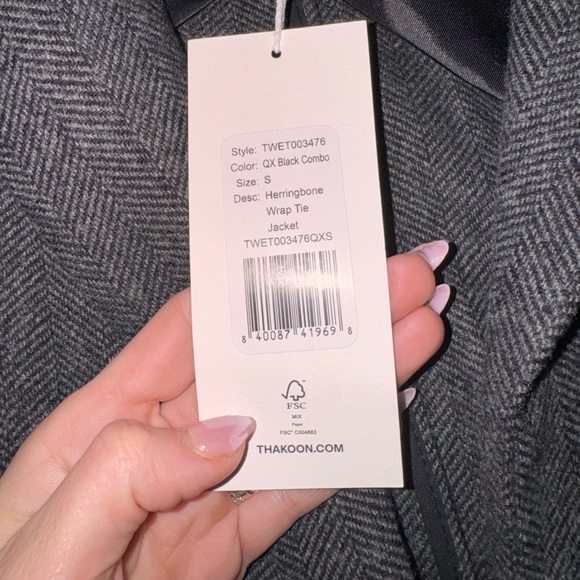 Style: TWET003476
Color: QX Black Combo
Size: S
Desc: Herringbone
Wrap Tie
Jacket
TWET003476QXS
8 40087 41969 8
FSC
MIX
Paper
FSC® C004683
THAKOON.COM